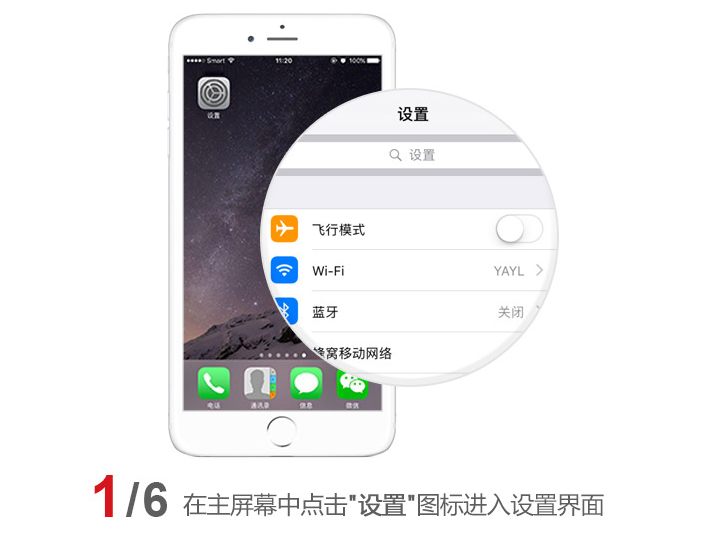 Smart 11:20 100%
设置
设置
设置
飞行模式
Wi-Fi YAYL
蓝牙 关闭
蜂窝移动网络
电话 通讯录 信息 微信
1/6 在主屏幕中点击"设置"图标进入设置界面